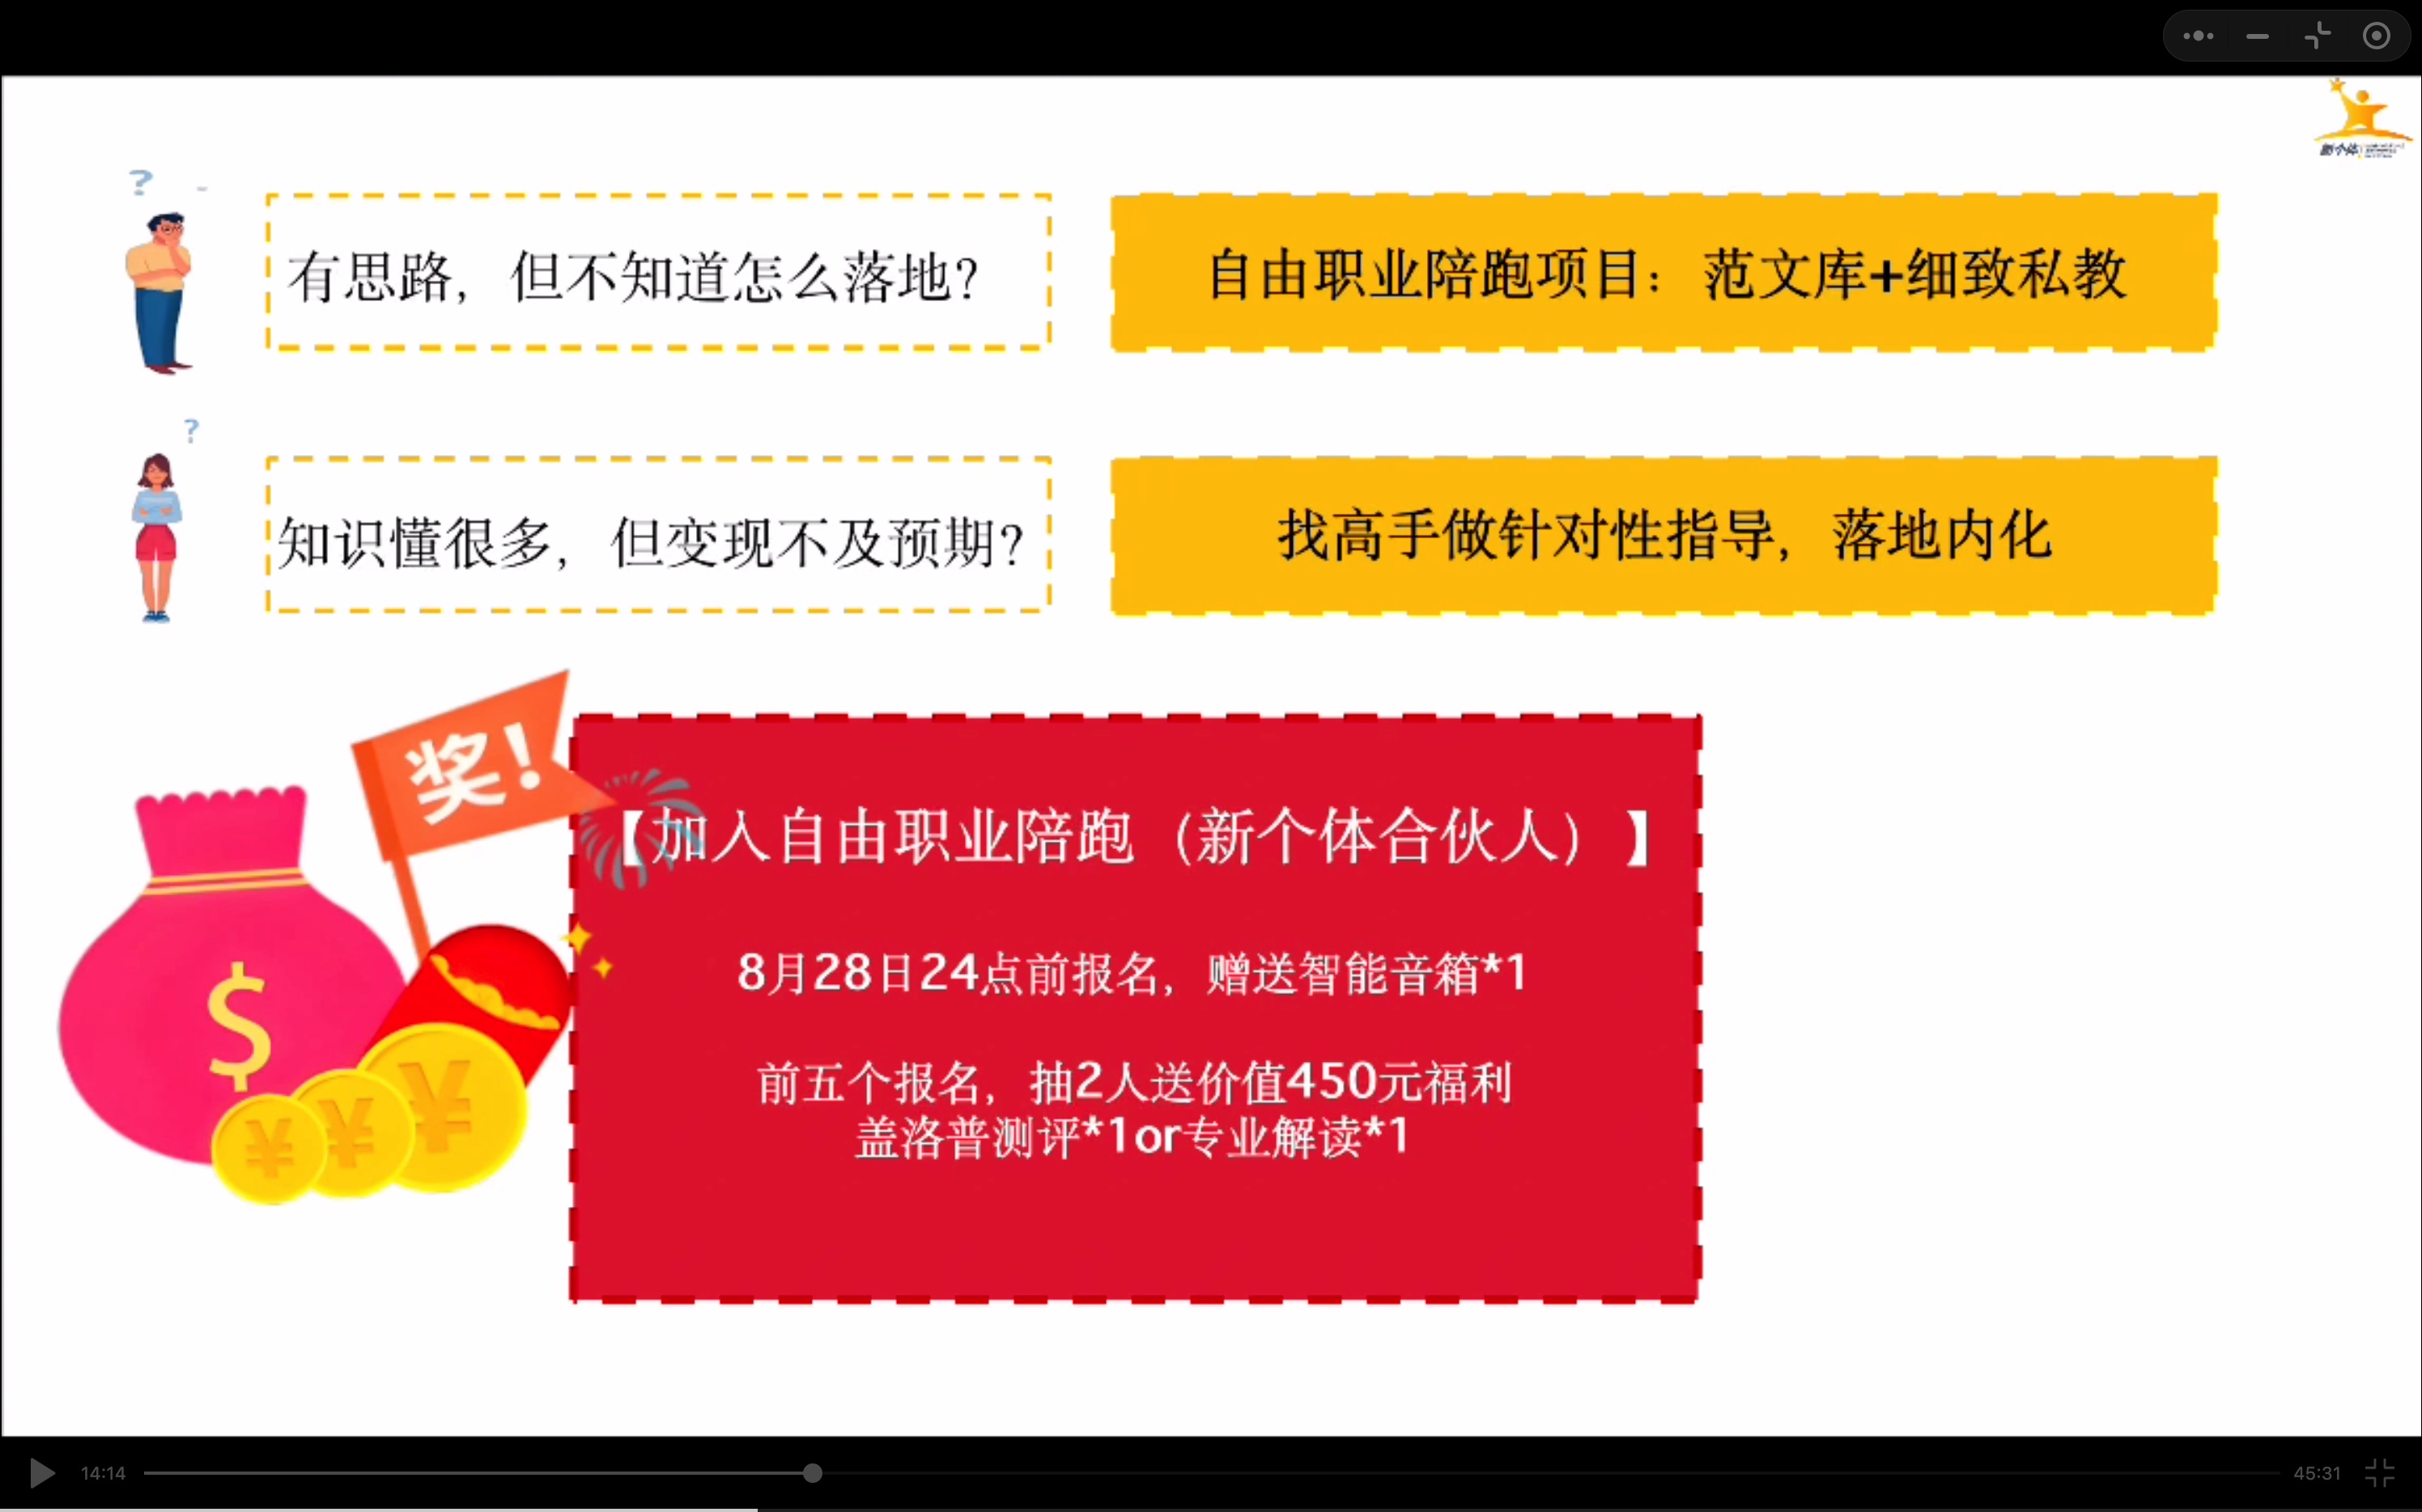 新个体
有思路，但不知道怎么落地？
自由职业陪跑项目：范文库+细致私教
知识懂很多，但变现不及预期？
找高手做针对性指导，落地内化
奖！
【加入自由职业陪跑（新个体合伙人）】
8月28日24点前报名，赠送智能音箱*1
前五个报名，抽2人送价值450元福利
盖洛普测评*1or专业解读*1
14:14
45:31